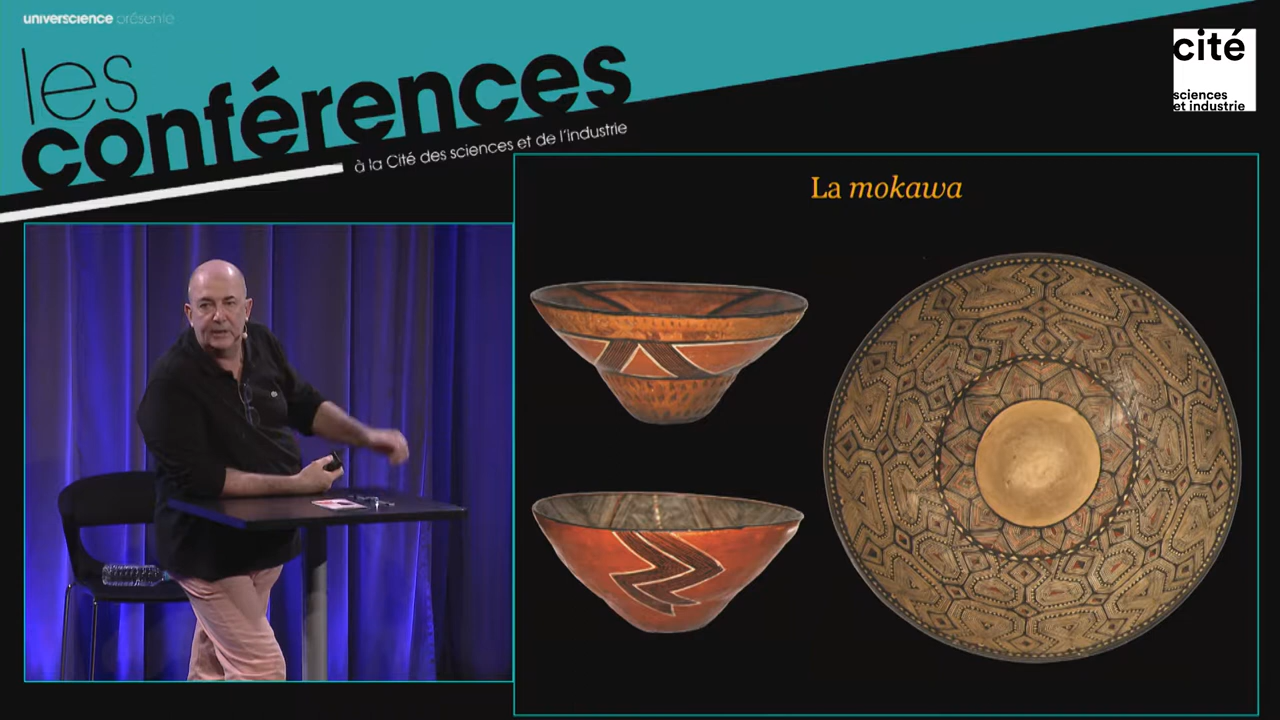 universcience présente
les
conférences
à la Cité des sciences et de l'industrie
cité
sciences
et industrie
La mokawa